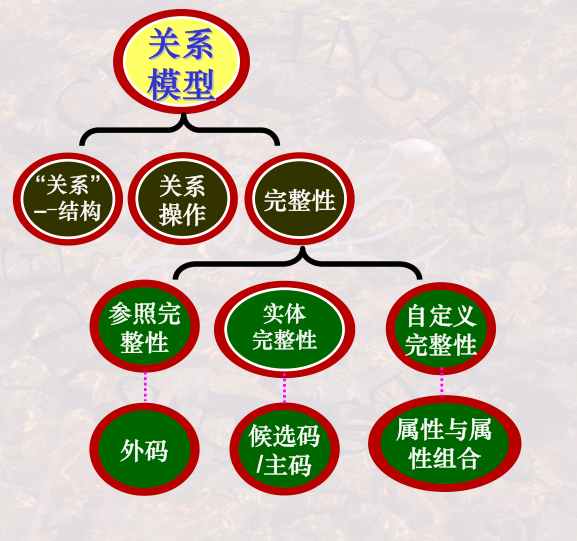 关系
模型
“关系”
--结构
关系
操作
完整性
参照完
整性
实体
完整性
自定义
完整性
外码
候选码
/主码
属性与属
性组合